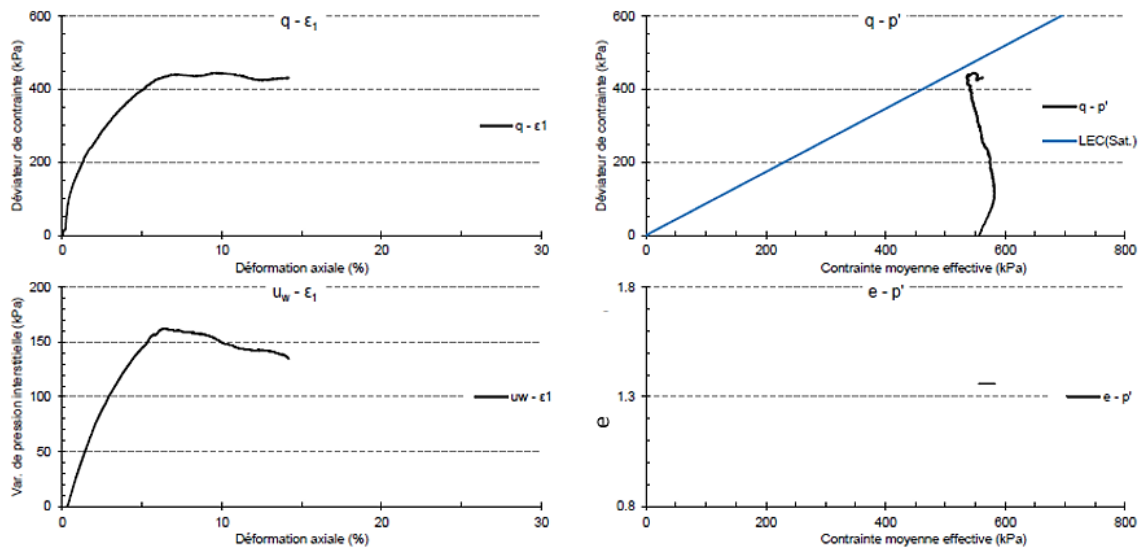 q - ε1
600
400
200
0
Déviateur de contrainte (kPa)
q - ε1
0
10
20
30
Déformation axiale (%)
q - p'
600
400
200
0
Déviateur de contrainte (kPa)
q - p'
LEC(Sat.)
0
200
400
600
800
Contrainte moyenne effective (kPa)
uw - ε1
200
150
100
50
0
Var. de pression interstitielle (kPa)
uw - ε1
0
10
20
30
Déformation axiale (%)
e - p'
1.8
1.3
0.8
e
e - p'
0
200
400
600
800
Contrainte moyenne effective (kPa)